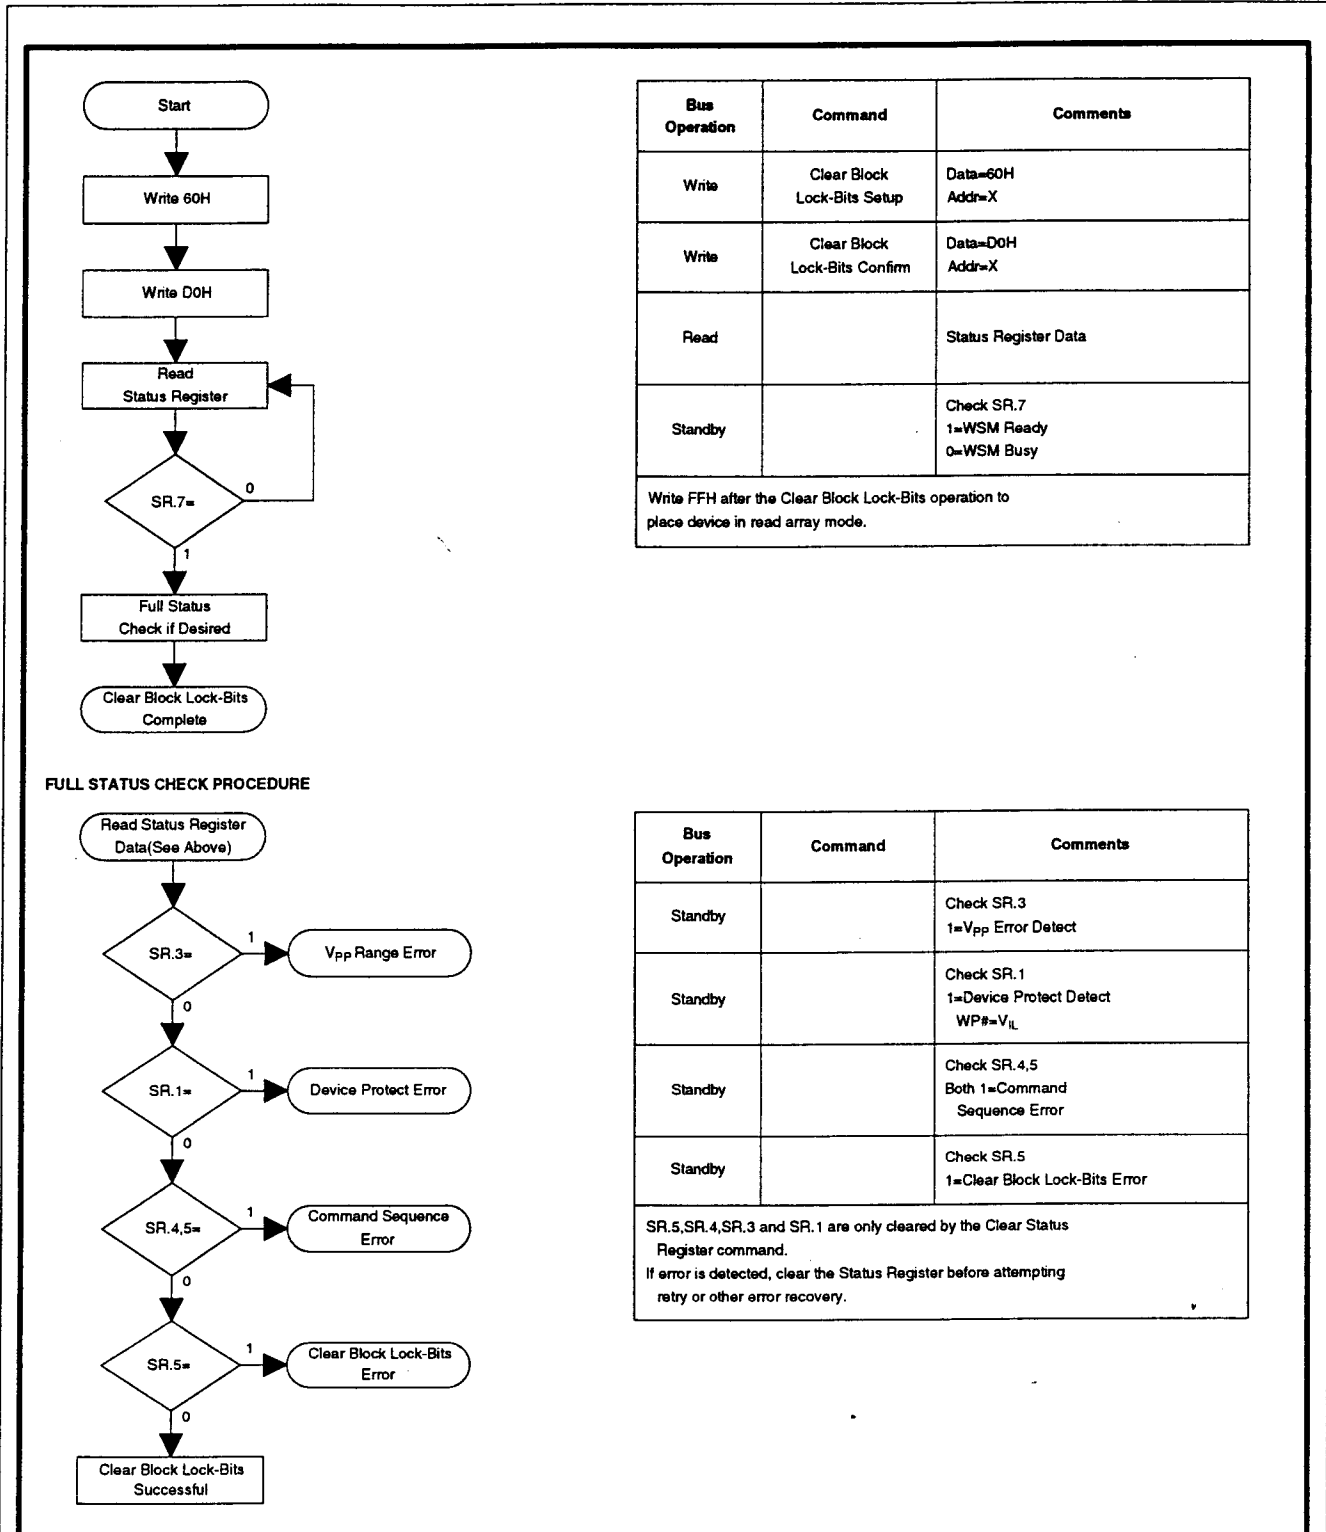 Start
Write 60H
Write D0H
Read
Status Register
SR.7=
0
1
Full Status
Check if Desired
Clear Block Lock-Bits
Complete
Bus
Operation
Command
Comments
Write
Clear Block
Lock-Bits Setup
Data=60H
Addr=X
Write
Clear Block
Lock-Bits Confirm
Data=D0H
Addr=X
Read
Status Register Data
Standby
Check SR.7
1=WSM Ready
0=WSM Busy
Write FFH after the Clear Block Lock-Bits operation to
place device in read array mode.
FULL STATUS CHECK PROCEDURE
Read Status Register
Data(See Above)
SR.3=
1
VPP Range Error
0
SR.1=
1
Device Protect Error
0
SR.4,5=
1
Command Sequence
Error
0
SR.5=
1
Clear Block Lock-Bits
Error
0
Clear Block Lock-Bits
Successful
Bus
Operation
Command
Comments
Standby
Check SR.3
1=VPP Error Detect
Standby
Check SR.1
1=Device Protect Detect
WP#=VIL
Standby
Check SR.4,5
Both 1=Command
Sequence Error
Standby
Check SR.5
1=Clear Block Lock-Bits Error
SR.5,SR.4,SR.3 and SR.1 are only cleared by the Clear Status
Register command.
If error is detected, clear the Status Register before attempting
retry or other error recovery.